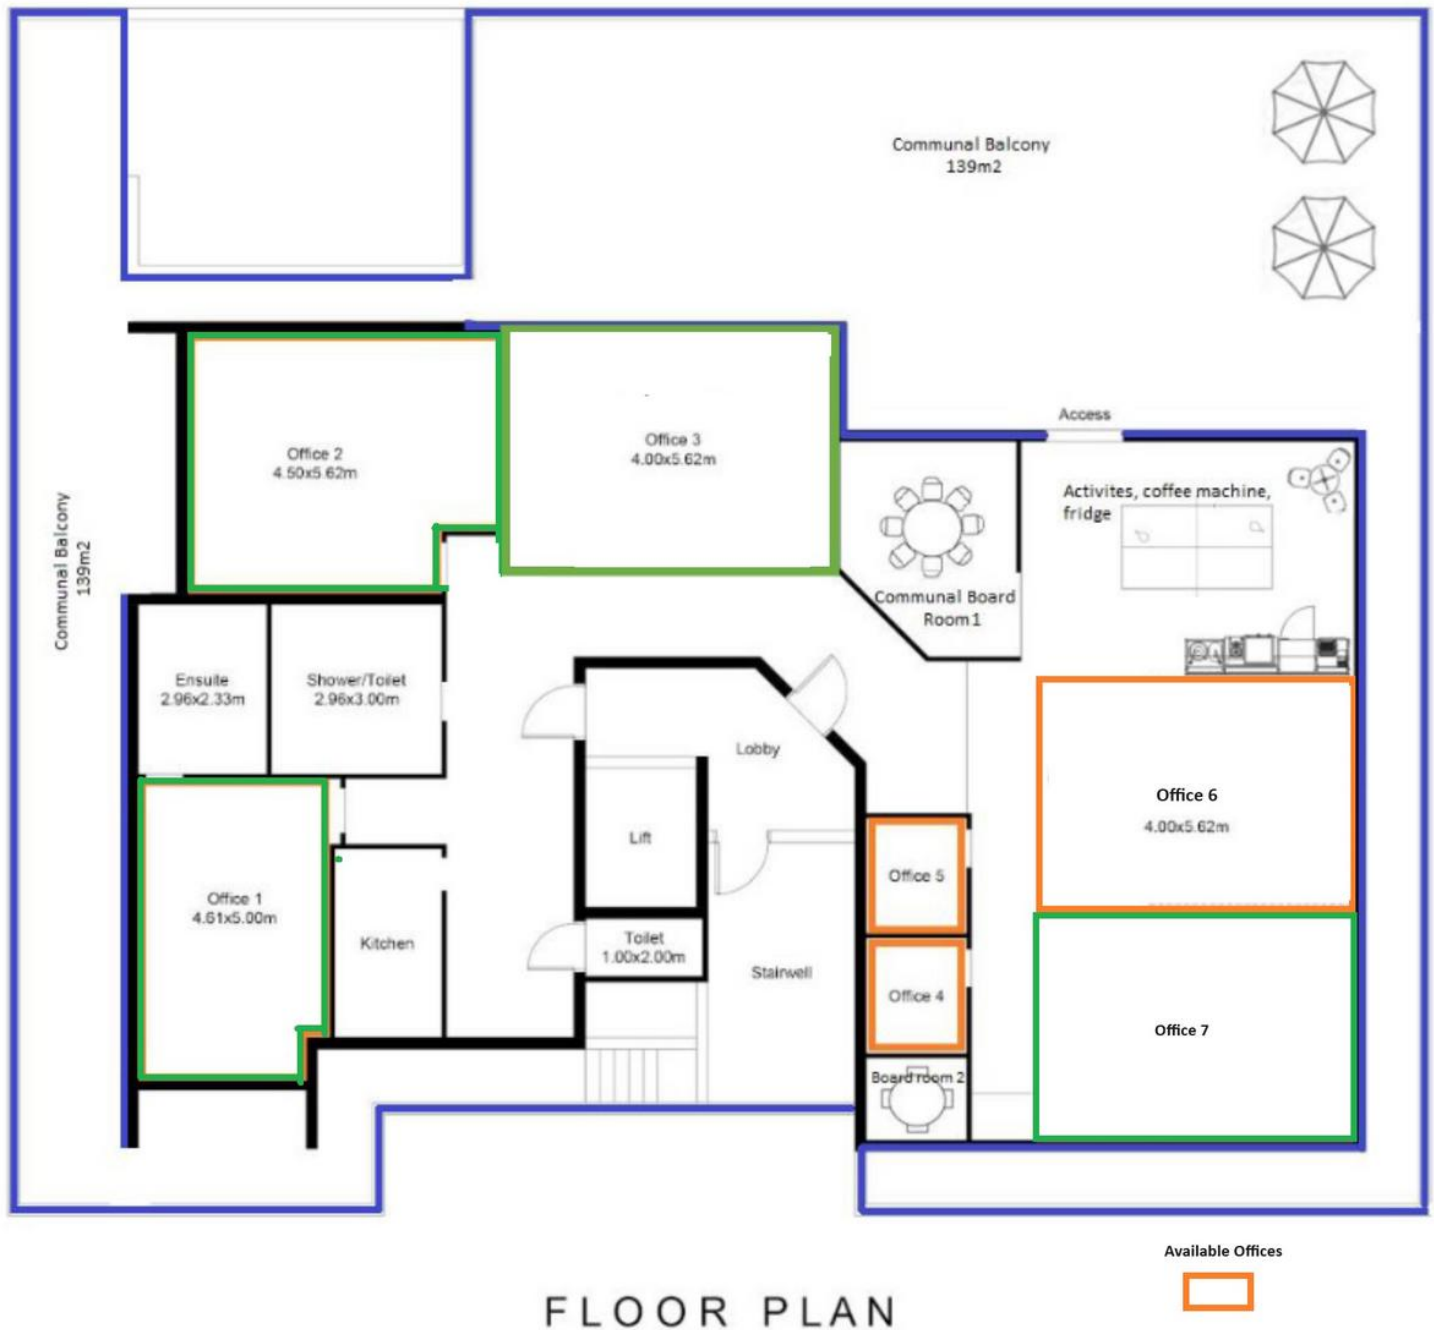 Communal Balcony
139m2
Access
Office 3
4.00x5.62m
Office 2
4.50x5.62m
Activites, coffee machine,
fridge
Communal Balcony
139m2
Communal Board
Room1
Ensuite
2.96x2.33m
Shower/Toilet
2.96x3.00m
Lobby
Office 6
4.00x5.62m
Lift
Office 5
Office 1
4.61x5.00m
Kitchen
Toilet
1.00x2.00m
Stairwell
Office 4
Office 7
Board room 2
Available Offices
FLOOR PLAN